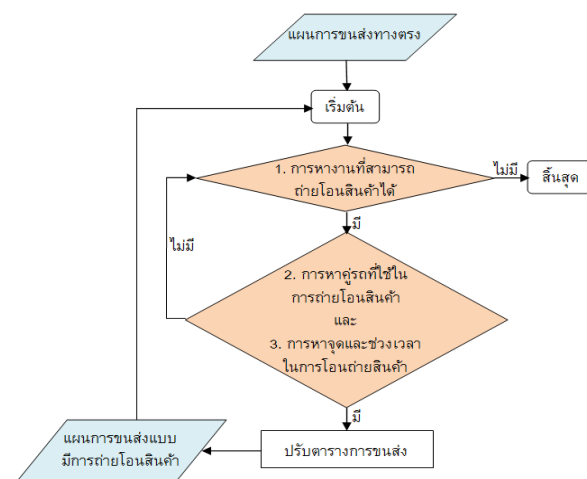 แผนการขนส่งทางตรง
เริ่มต้น
1. การหางานที่สามารถ
ถ่ายโอนสินค้าได้
ไม่มี
สิ้นสุด
มี
ไม่มี
2. การหาคู่รถที่ใช้ใน
การถ่ายโอนสินค้า
และ
3. การหาจุดและช่วงเวลา
ในการโอนถ่ายสินค้า
มี
ปรับตารางการขนส่ง
แผนการขนส่งแบบ
มีการถ่ายโอนสินค้า